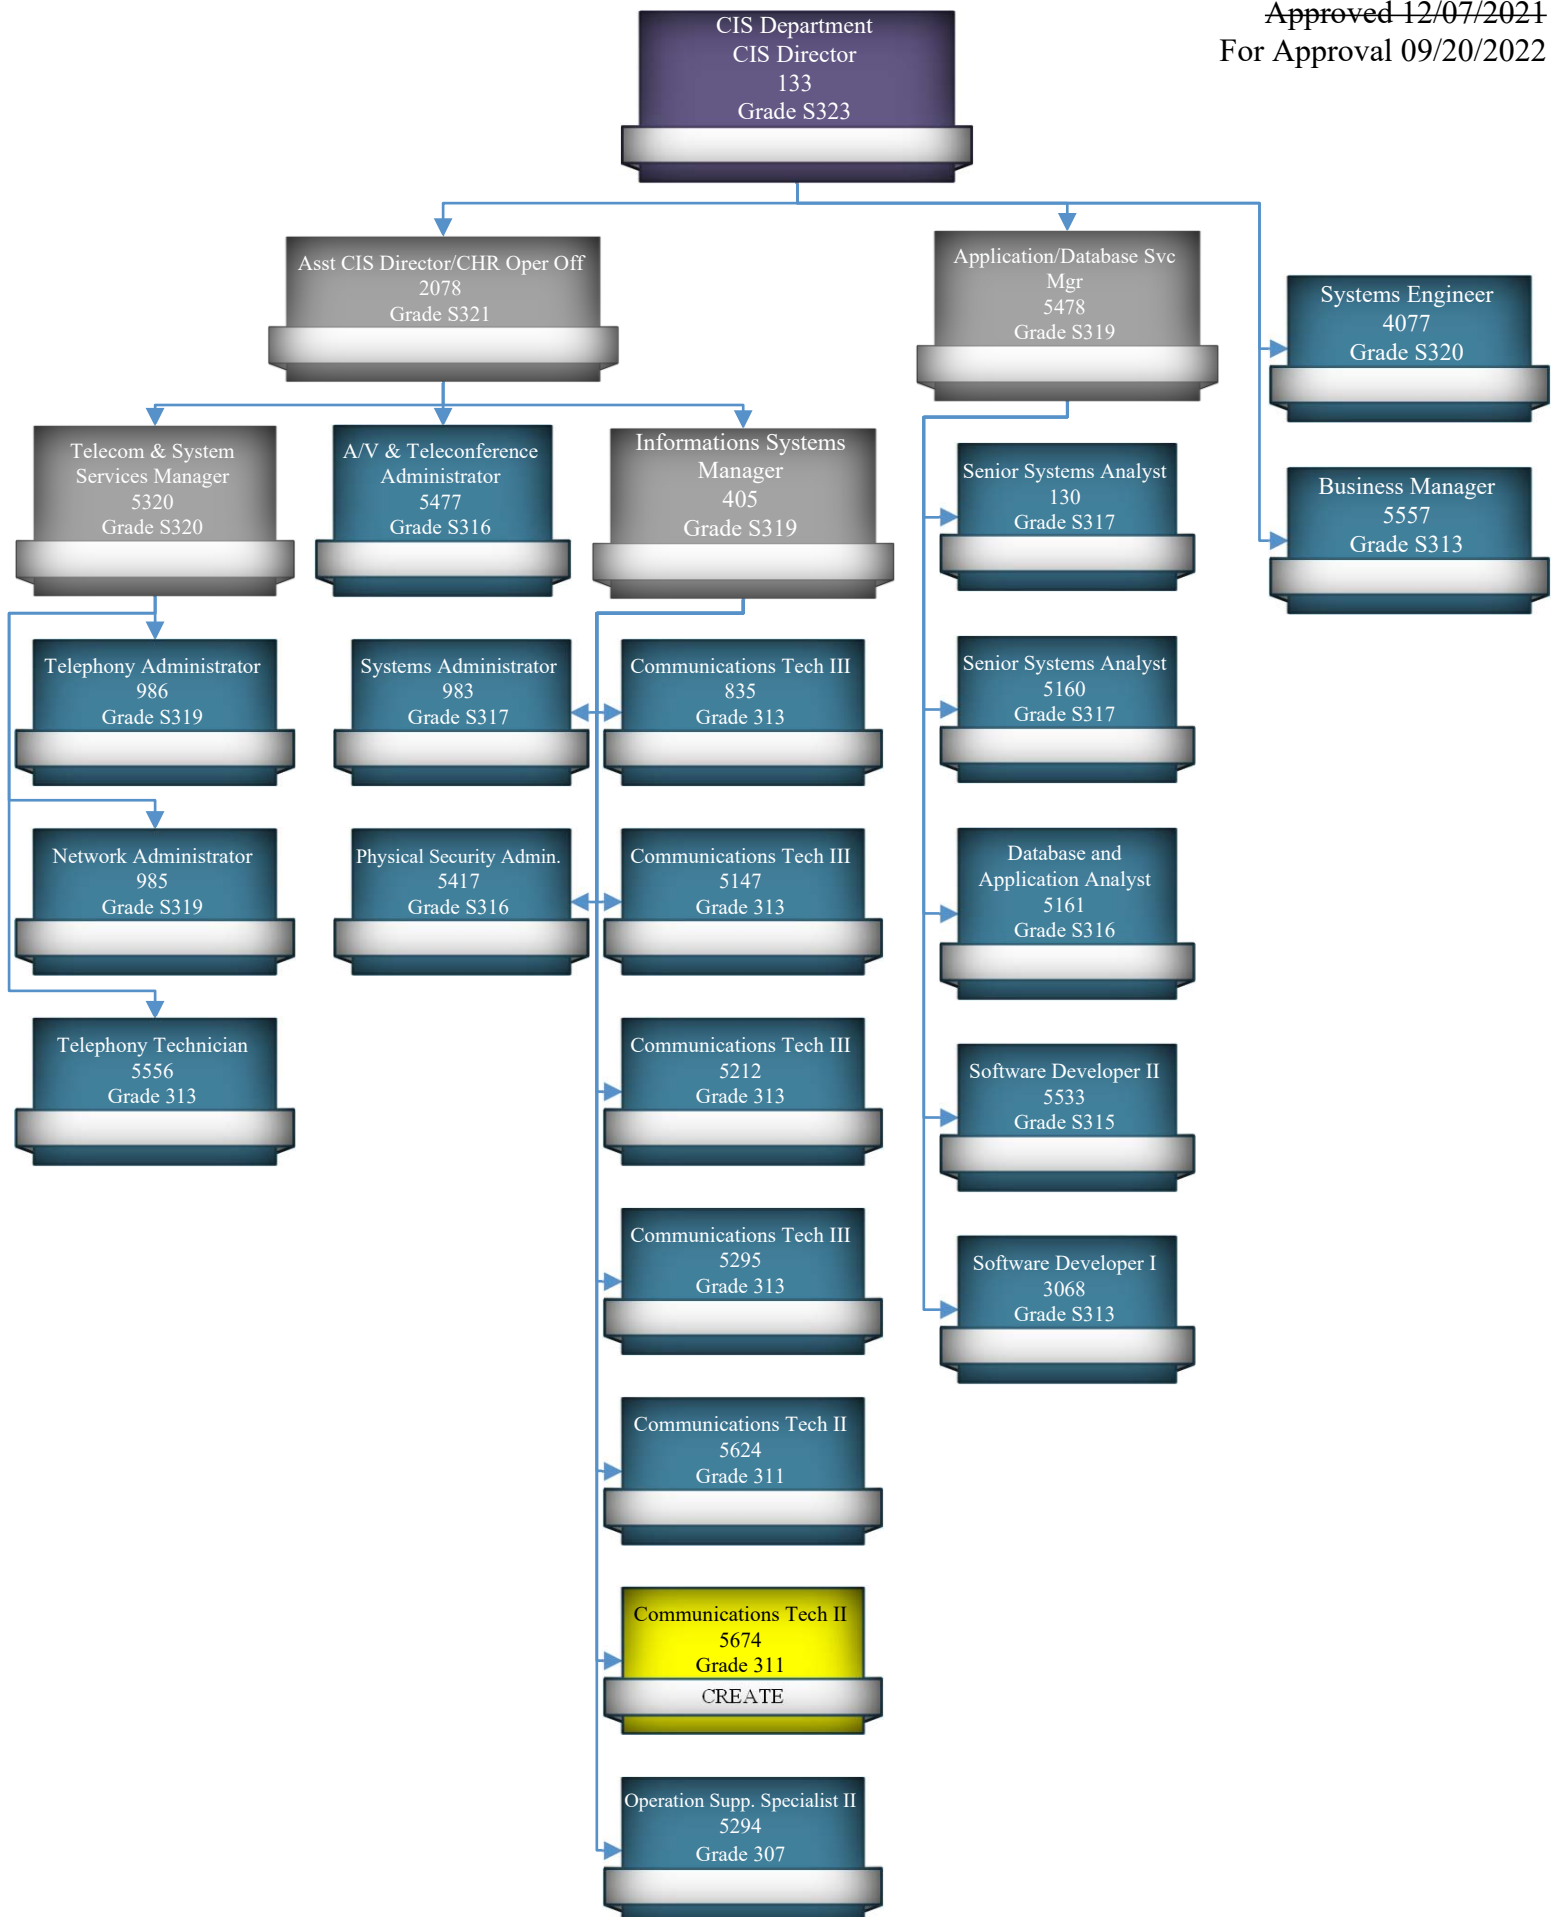 Approved 12/07/2021
For Approval 09/20/2022
CIS Department
CIS Director
133
Grade S323
Asst CIS Director/CHR Oper Off
2078
Grade S321
Application/Database Svc
Mgr
5478
Grade S319
Systems Engineer
4077
Grade S320
Business Manager
5557
Grade S313
Telecom & System
Services Manager
5320
Grade S320
A/V & Teleconference
Administrator
5477
Grade S316
Informations Systems
Manager
405
Grade S319
Telephony Administrator
986
Grade S319
Network Administrator
985
Grade S319
Telephony Technician
5556
Grade 313
Systems Administrator
983
Grade S317
Physical Security Admin.
5417
Grade S316
Communications Tech III
835
Grade 313
Communications Tech III
5147
Grade 313
Communications Tech III
5212
Grade 313
Communications Tech III
5295
Grade 313
Communications Tech II
5624
Grade 311
Communications Tech II
5674
Grade 311
CREATE
Operation Supp. Specialist II
5294
Grade 307
Senior Systems Analyst
130
Grade S317
Senior Systems Analyst
5160
Grade S317
Database and
Application Analyst
5161
Grade S316
Software Developer II
5533
Grade S315
Software Developer I
3068
Grade S313